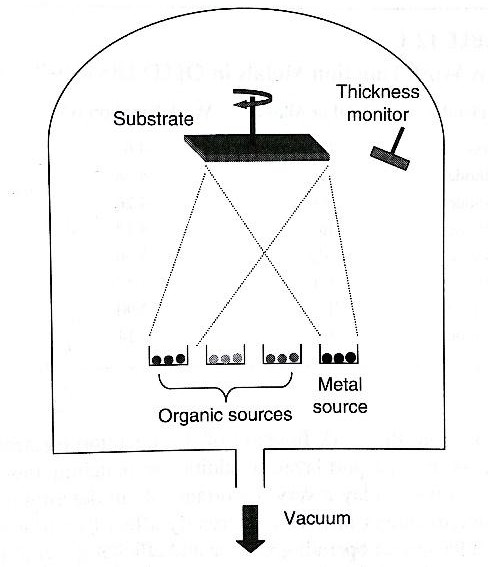 Thickness
monitor
Substrate
Metal
source
Organic sources
Vacuum